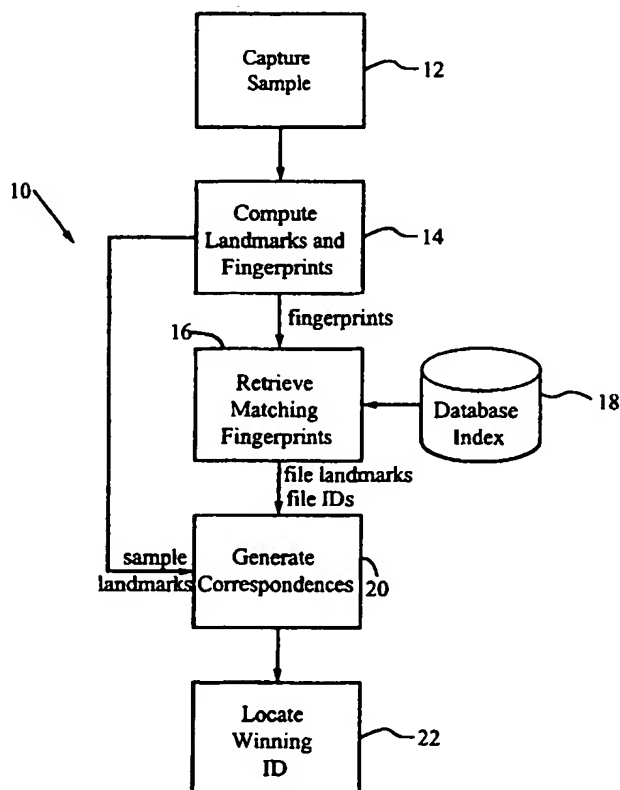 Capture
Sample
12
10
Compute
Landmarks and
Fingerprints
14
fingerprints
16
Retrieve
Matching
Fingerprints
Database
Index
18
file landmarks
file IDs
sample
landmarks
Generate
Correspondences
20
Locate
Winning
ID
22